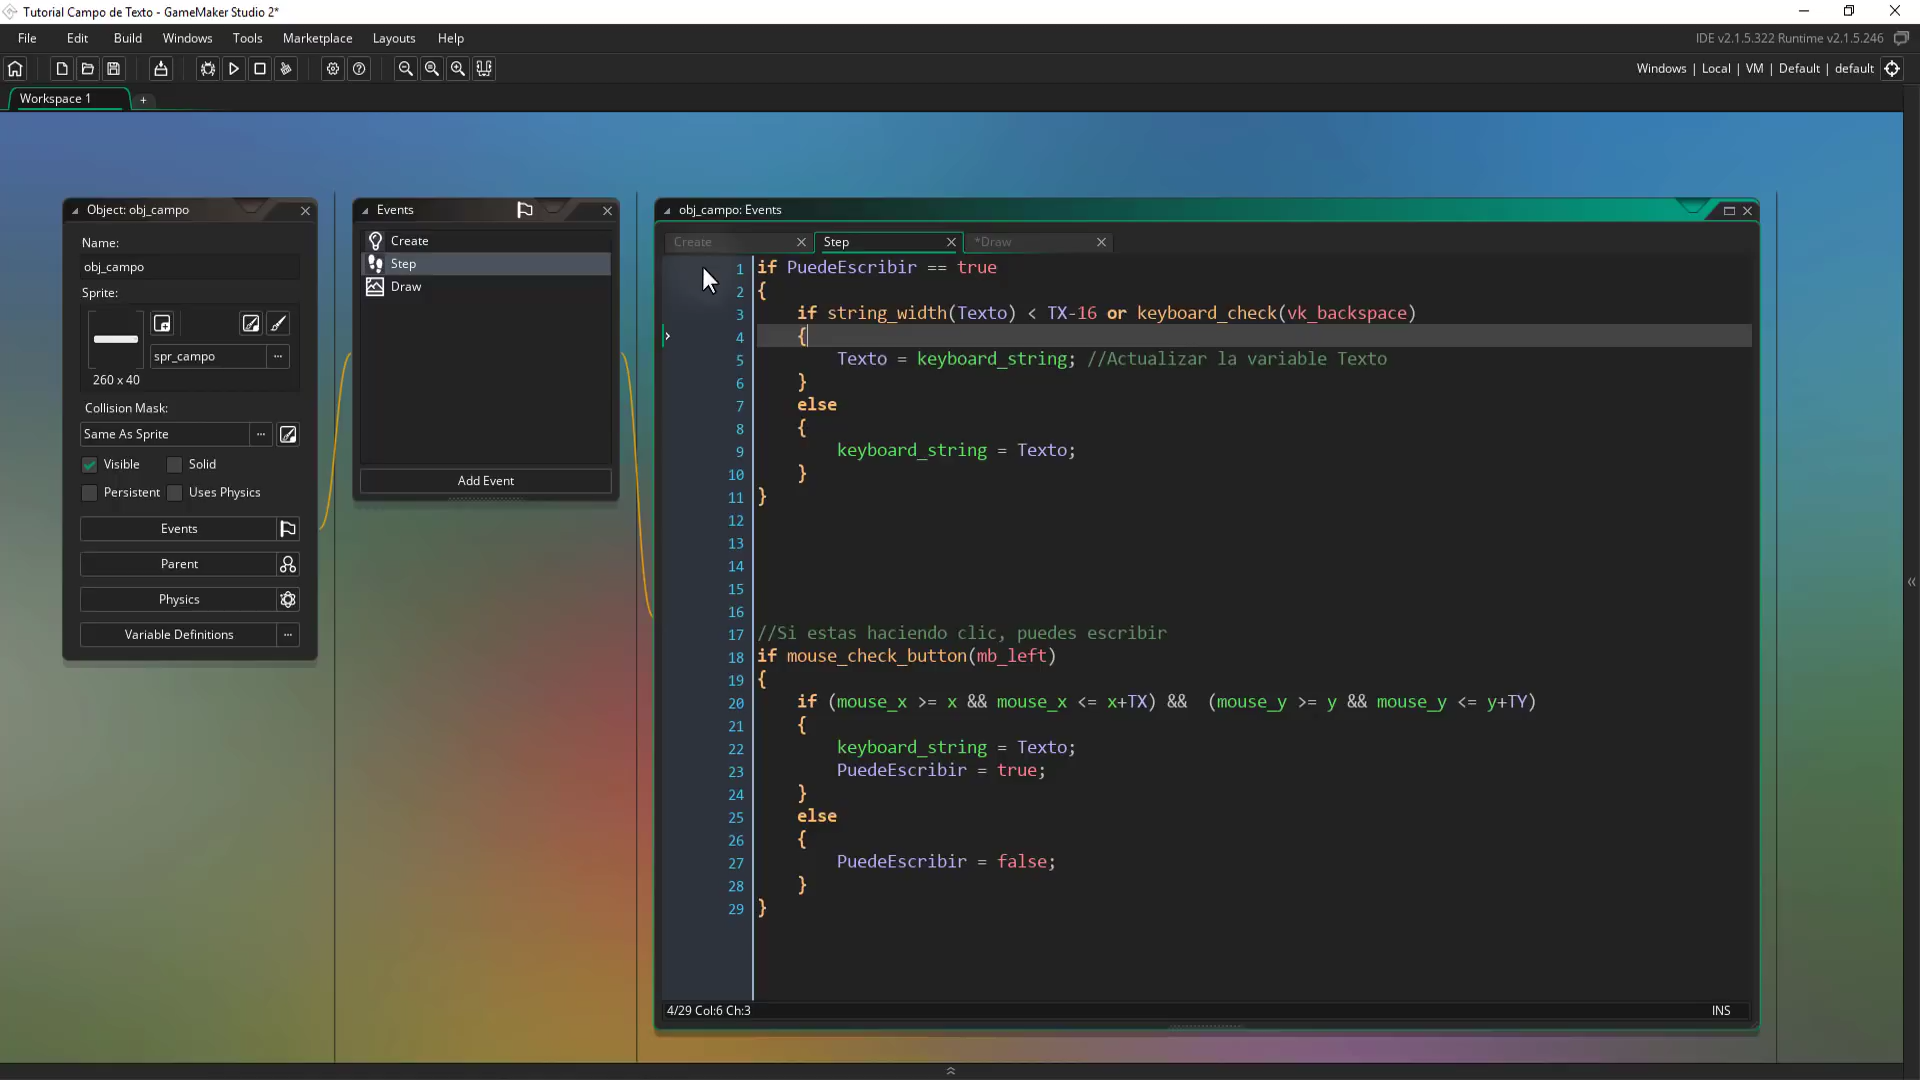 Tutorial Campo de Texto - GameMaker Studio 2*
File Edit Build Windows Tools Marketplace Layouts Help
IDE v2.1.5.322 Runtime v2.1.5.246
Windows | Local | VM | Default | default
Workspace 1
+
Object: obj_campo
Name:
obj_campo
Sprite:
spr_campo
...
260 x 40
Collision Mask:
Same As Sprite
...
Visible
Solid
Persistent
Uses Physics
Events
Parent
Physics
Variable Definitions
...
Events
Create
Step
Draw
Add Event
obj_campo: Events
Create
Step
*Draw
1 if PuedeEscribir == true
2 {
3 if string_width(Texto) < TX-16 or keyboard_check(vk_backspace)
4 {
5 Texto = keyboard_string; //Actualizar la variable Texto
6 }
7 else
8 {
9 keyboard_string = Texto;
10 }
11 }
12
13
14
15
16
17 //Si estas haciendo clic, puedes escribir
18 if mouse_check_button(mb_left)
19 {
20 if (mouse_x >= x && mouse_x <= x+TX) && (mouse_y >= y && mouse_y <= y+TY)
21 {
22 keyboard_string = Texto;
23 PuedeEscribir = true;
24 }
25 else
26 {
27 PuedeEscribir = false;
28 }
29 }
4/29 Col:6 Ch:3
INS